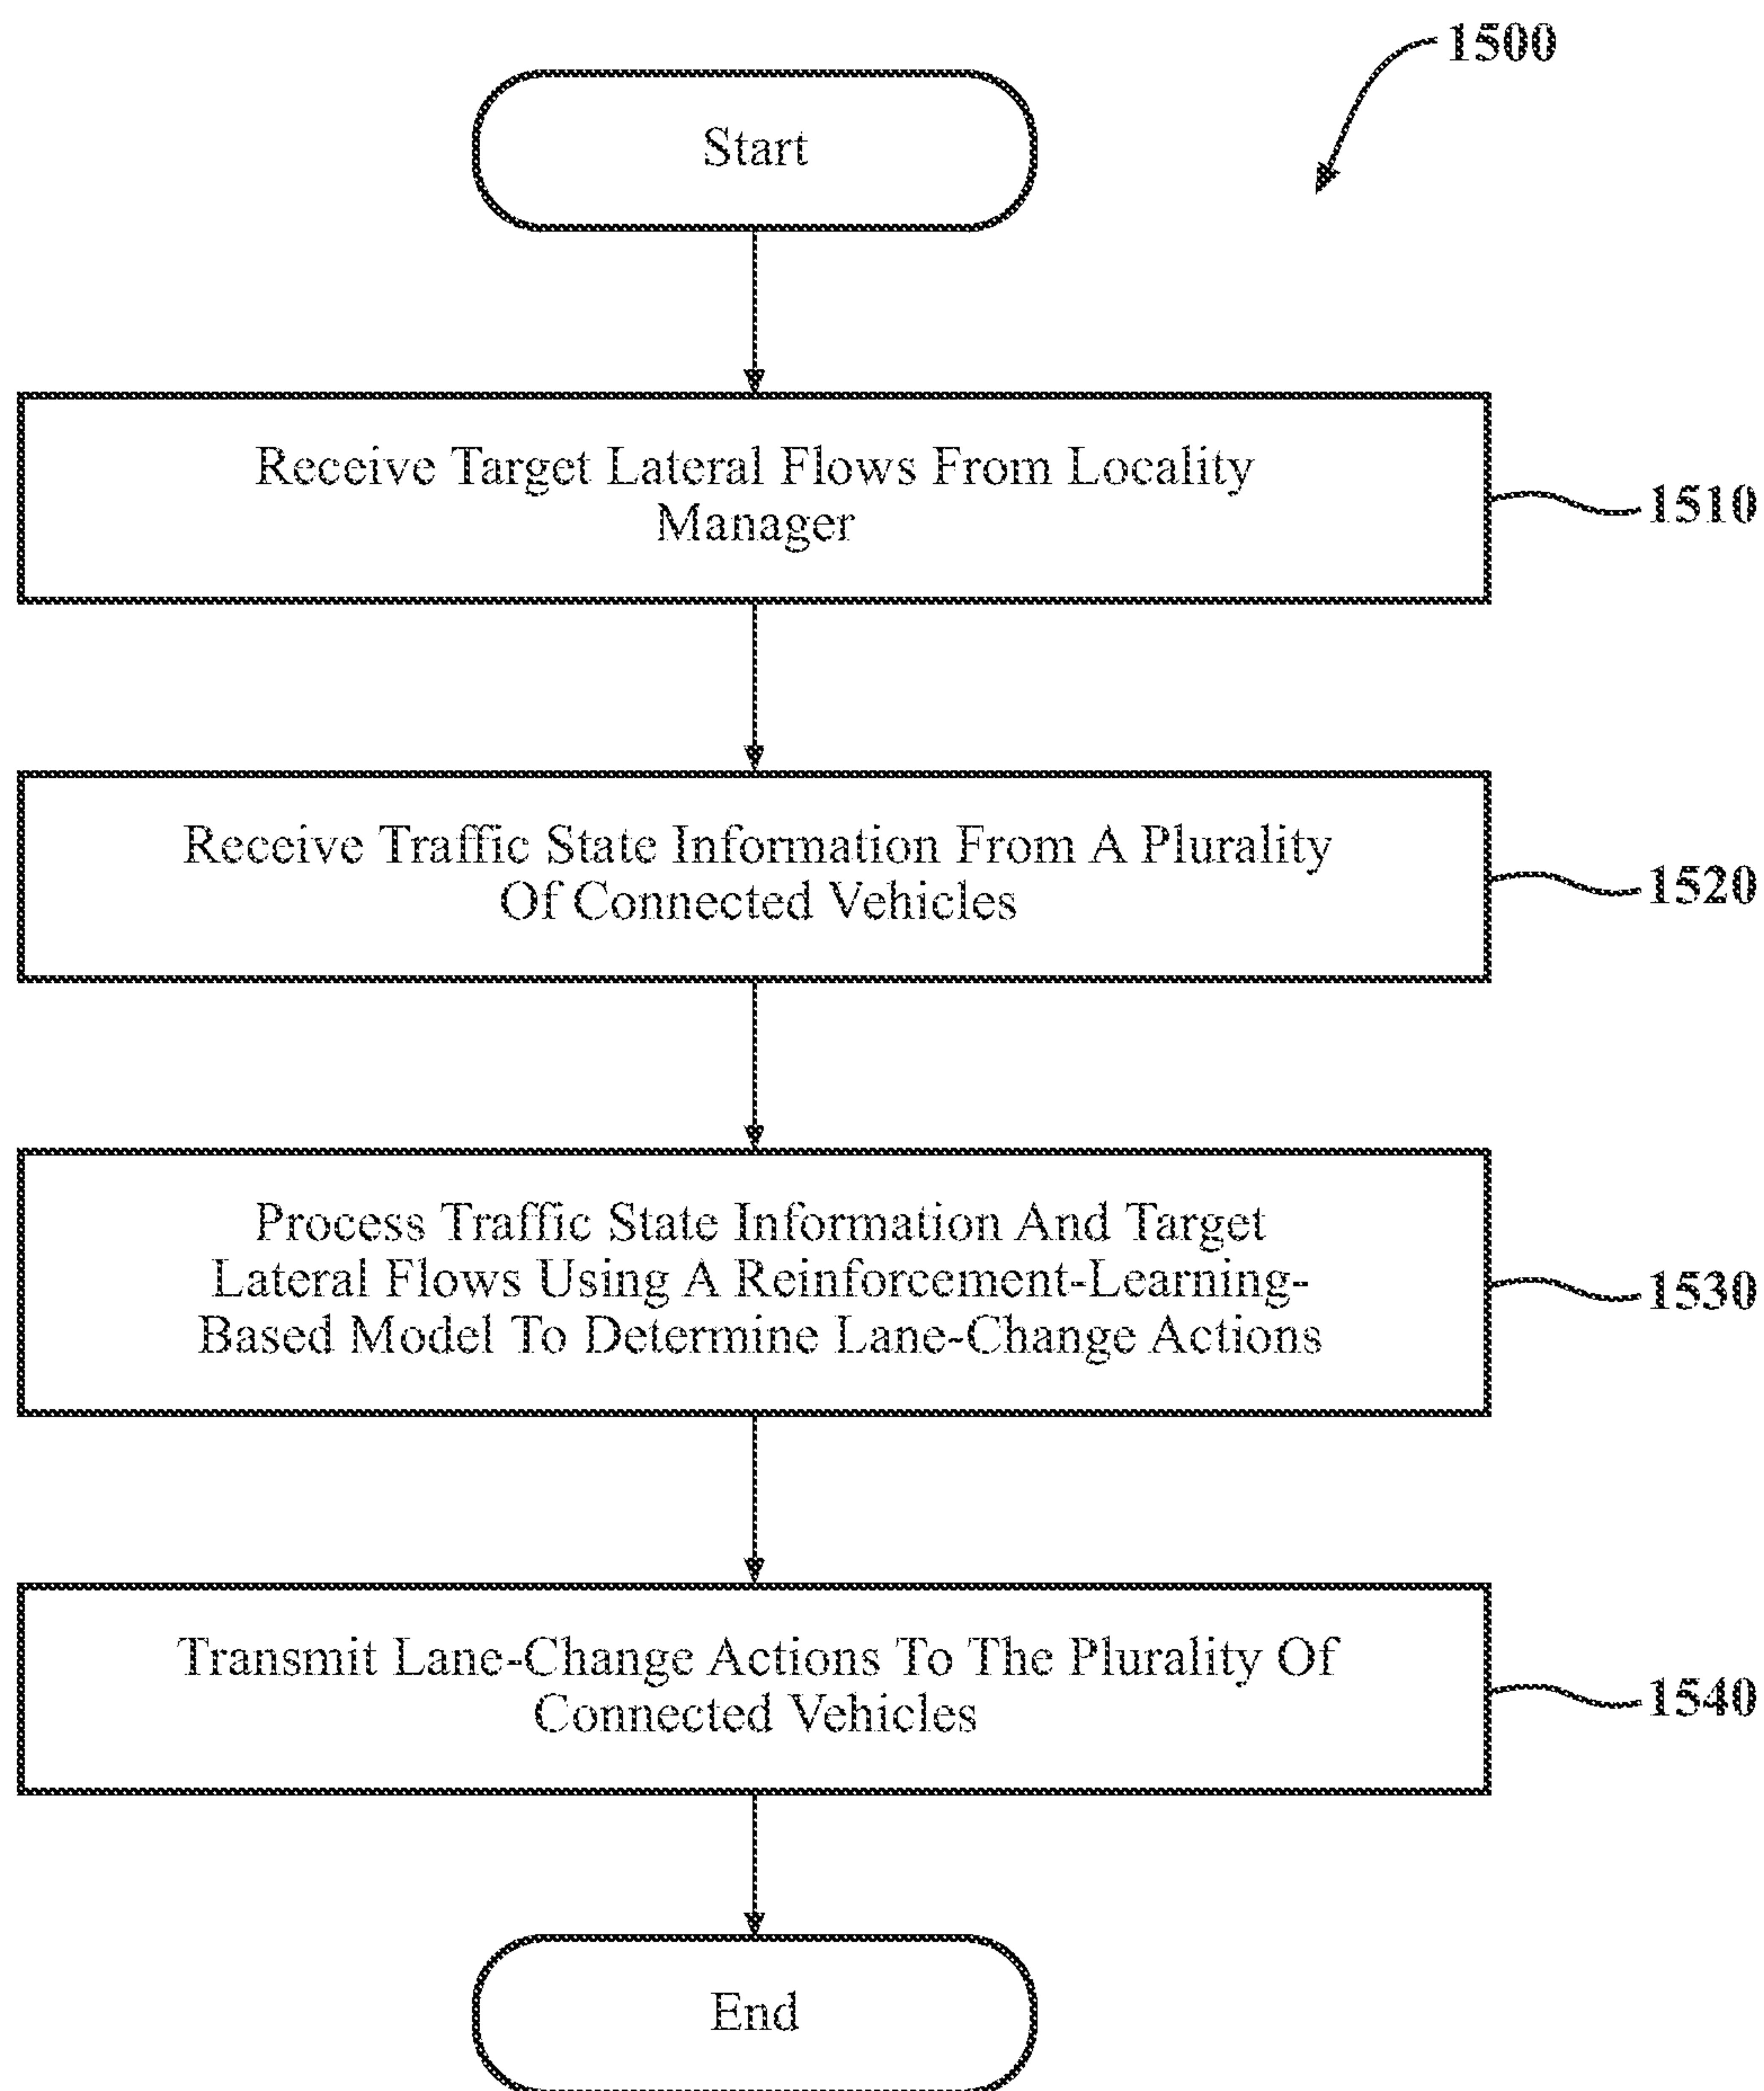 1500
Start
Receive Target Lateral Flows From Locality
Manager
1510
Receive Traffic State Information From A Plurality
Of Connected Vehicles
1520
Process Traffic State Information And Target
Lateral Flows Using A Reinforcement-Learning-
Based Model To Determine Lane-Change Actions
1530
Transmit Lane-Change Actions To The Plurality Of
Connected Vehicles
1540
End